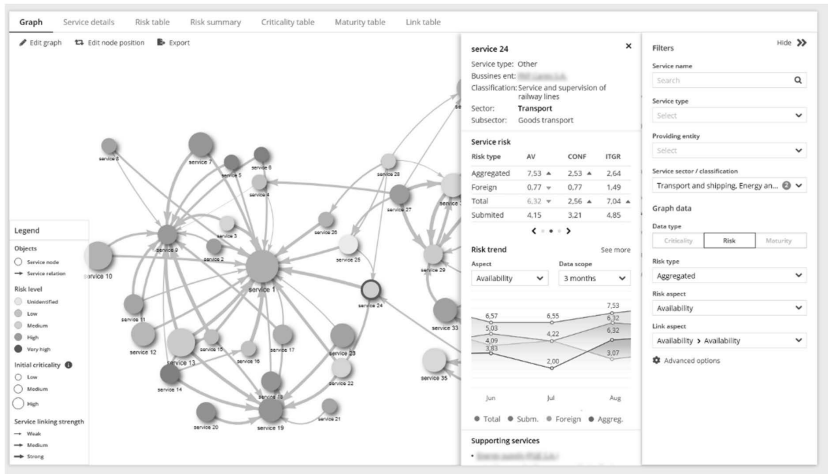 Graph Service details Risk table Risk summary Criticality table Maturity table Link table
Edit graph Edit node position Export
service 6
service 7
service 5
service 8
service 4
service 3
service 9
service 2
service 10
service 1
service 11
service 12
service 13
service 15
service 16
service 17
service 14
service 18
service 19
service 20
service 21
service 22
service 23
service 24
service 25
service 26
service 27
service 28
service 29
service 33
service 35
Legend
Objects
Service node
Service relation
Risk level
Unidentified
Low
Medium
High
Very high
Initial criticality
Low
Medium
High
Service linking strength
Weak
Medium
Strong
service 24
Service type: Other
Bussines ent:
Classification: Service and supervision of
railway lines
Sector: Transport
Subsector: Goods transport
Service risk
Risk type AV CONF ITGR
Aggregated 7,53 2,53 2,64
Foreign 0.77 0,77 1.49
Total 6,32 2,56 7,04
Submited 4.15 3.21 4,85
See more
Risk trend
Aspect Data scope
Availability 3 months
7,53
6,57 6,55 6,32
5,03 4,22 6,32
4,09
3,83 2,00 3,07
Jun Jul Aug
Total Subm. Foreign Aggreg.
Supporting services
Filters Hide
Service name
Search
Service type
Select
Providing entity
Select
Service sector / classification
Transport and shipping, Energy an... 2
Graph data
Data type
Criticality Risk Maturity
Risk type
Aggregated
Risk aspect
Availability
Link aspect
Availability > Availability
Advanced options